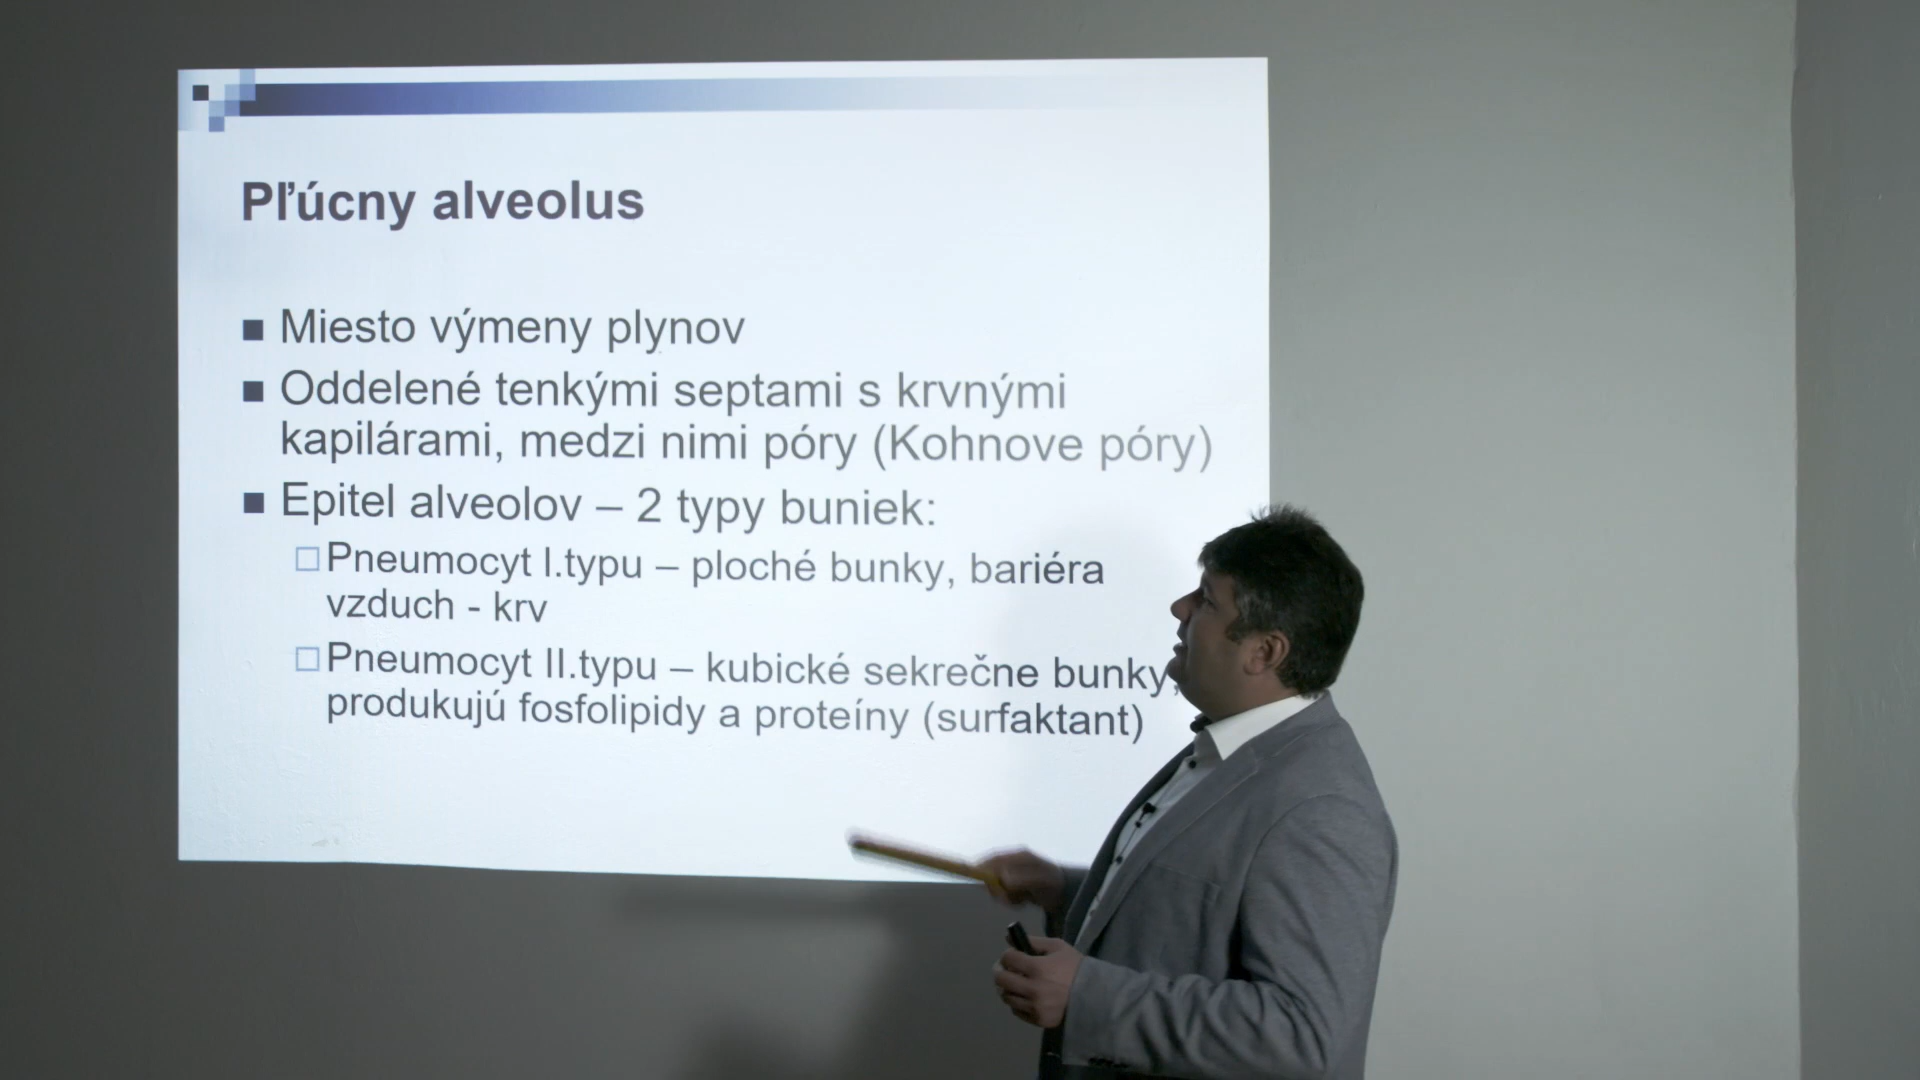 Pľúcny alveolus
Miesto výmeny plynov
Oddelené tenkými septami s krvnými
kapilárami, medzi nimi póry (Kohnove póry)
Epitel alveolov – 2 typy buniek:
Pneumocyt I.typu – ploché bunky, bariéra
vzduch - krv
Pneumocyt II.typu – kubické sekrečne bunky,
produkujú fosfolipidy a proteíny (surfaktant)